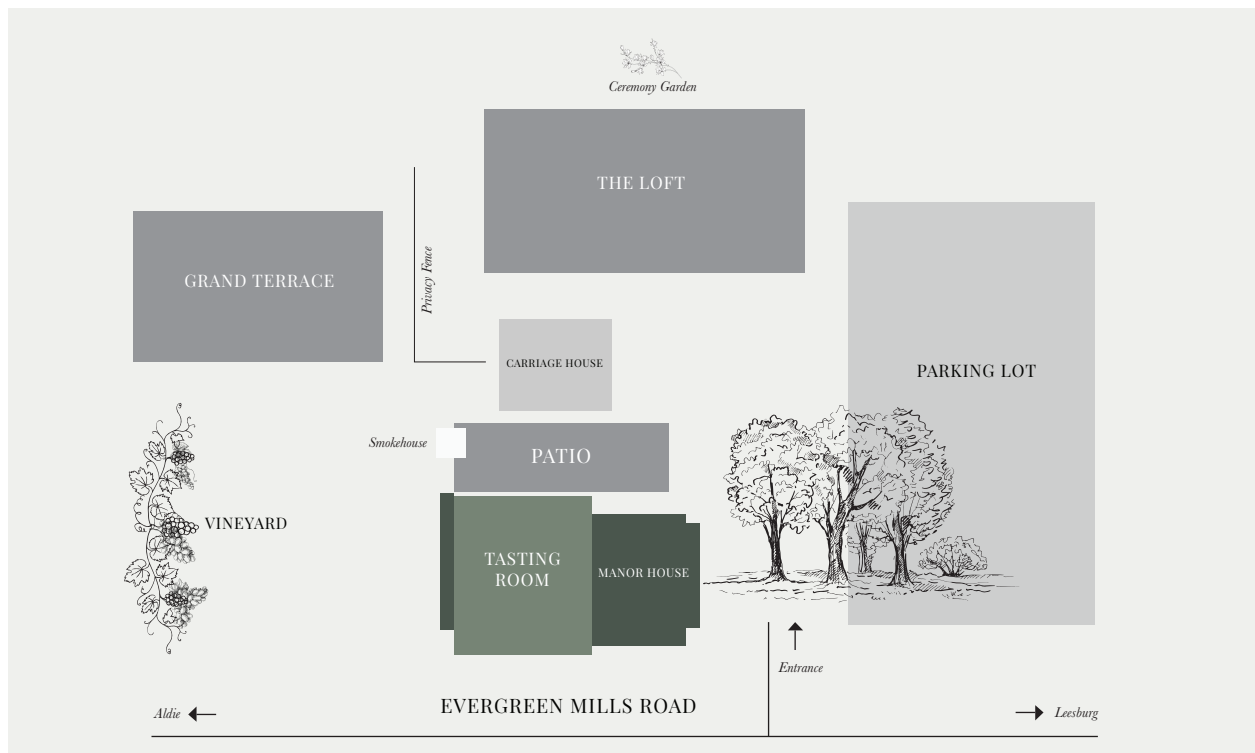 Ceremony Garden
THE LOFT
GRAND TERRACE
Privacy Fence
CARRIAGE HOUSE
PARKING LOT
Smokehouse
PATIO
VINEYARD
TASTING
ROOM
MANOR HOUSE
Entrance
EVERGREEN MILLS ROAD
Aldie
Leesburg